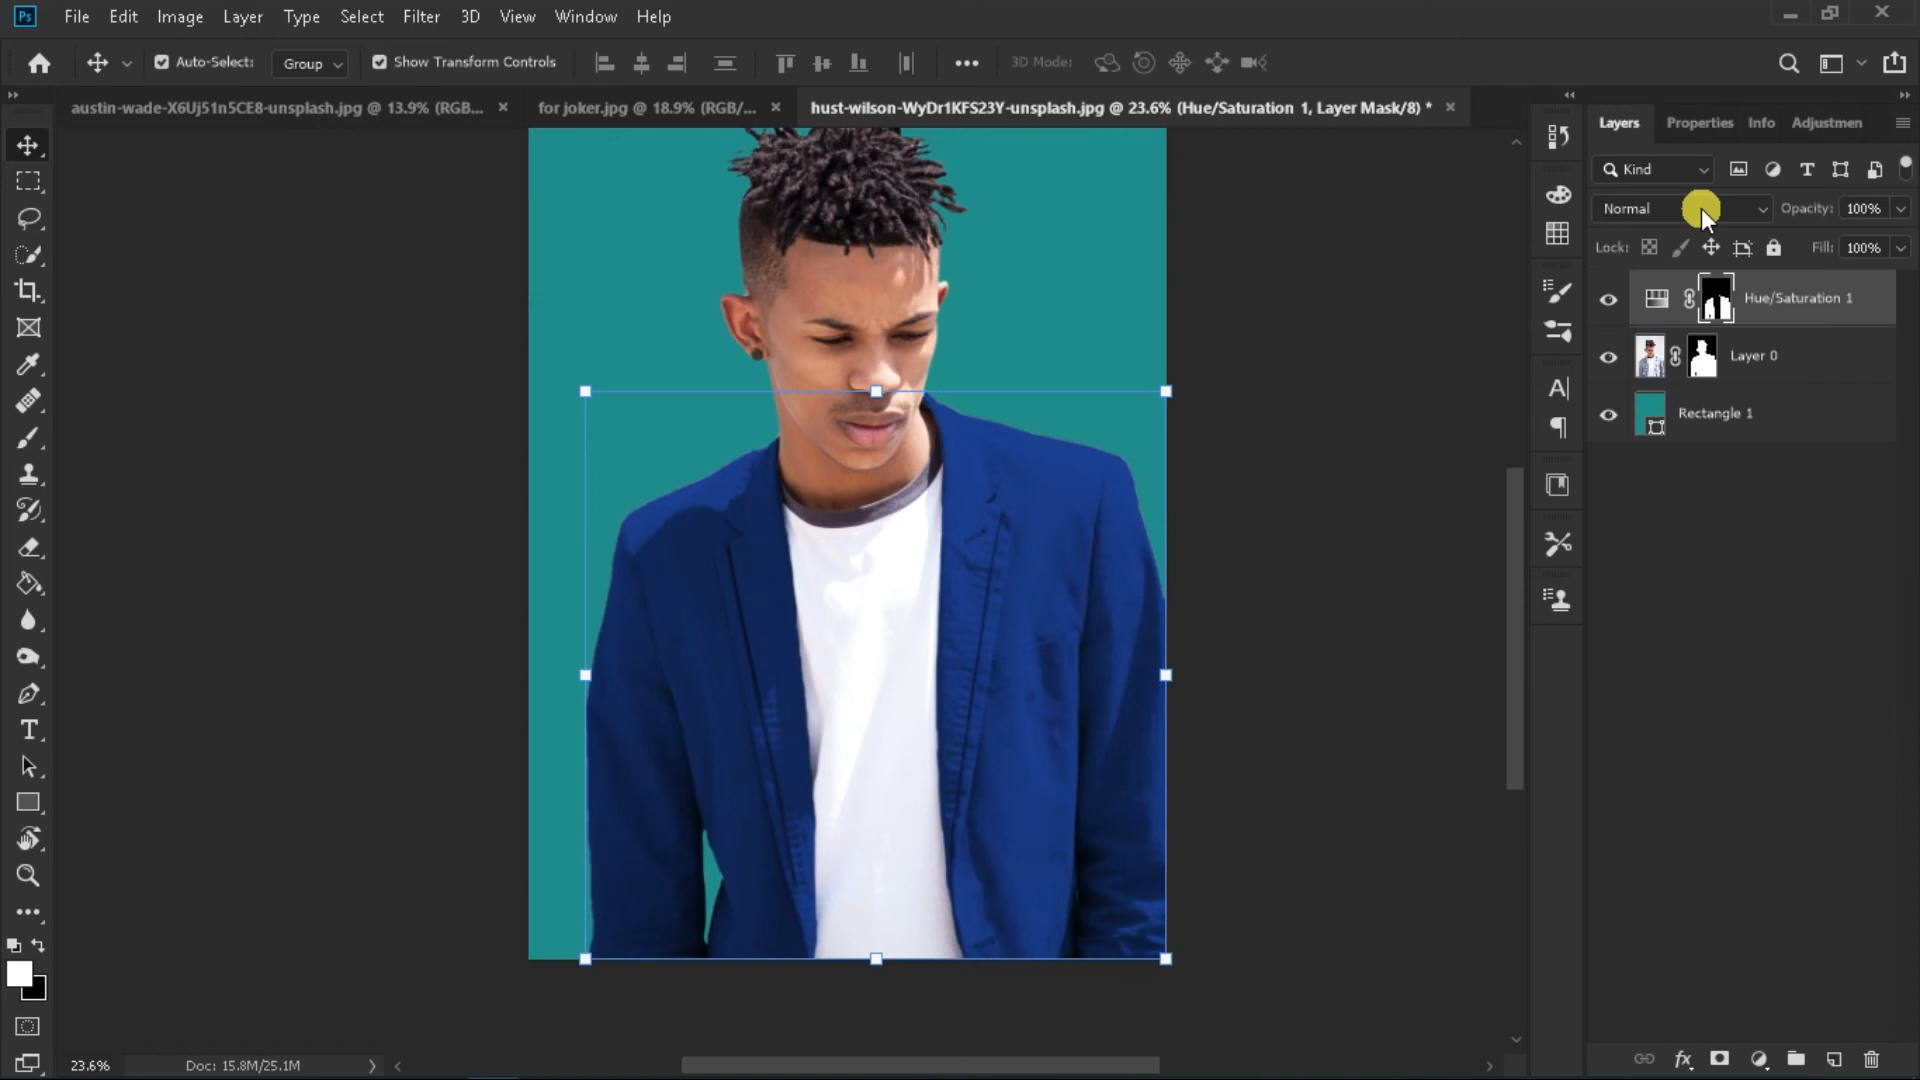 Ps File Edit Image Layer Type Select Filter 3D View Window Help
Auto-Select: Group Show Transform Controls 3D Mode:
austin-wade-X6Uj51n5CE8-unsplash.jpg @ 13.9% (RGB... × for joker.jpg @ 18.9% (RGB/... × hust-wilson-WyDr1KFS23Y-unsplash.jpg @ 23.6% (Hue/Saturation 1, Layer Mask/8) * ×
Layers Properties Info Adjustmen
Kind
Normal Opacity: 100%
Lock: Fill: 100%
Hue/Saturation 1
Layer 0
Rectangle 1
23.6% Doc: 15.8M/25.1M